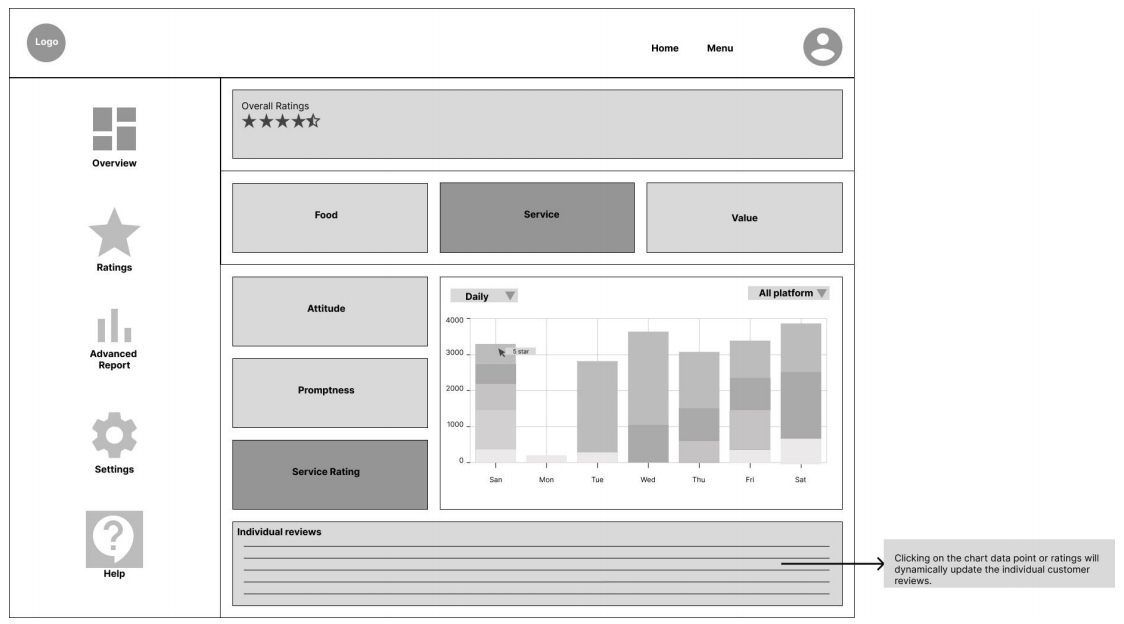 Logo
Home
Menu
Overview
Ratings
Advanced
Report
Settings
Help
Overall Ratings
Food
Service
Value
Attitude
Promptness
Service Rating
Daily
All platform
4000
3000
2000
1000
0
5 star
San
Mon
Tue
Wed
Thu
Fri
Sat
Individual reviews
Clicking on the chart data point or ratings will
dynamically update the individual customer
reviews.